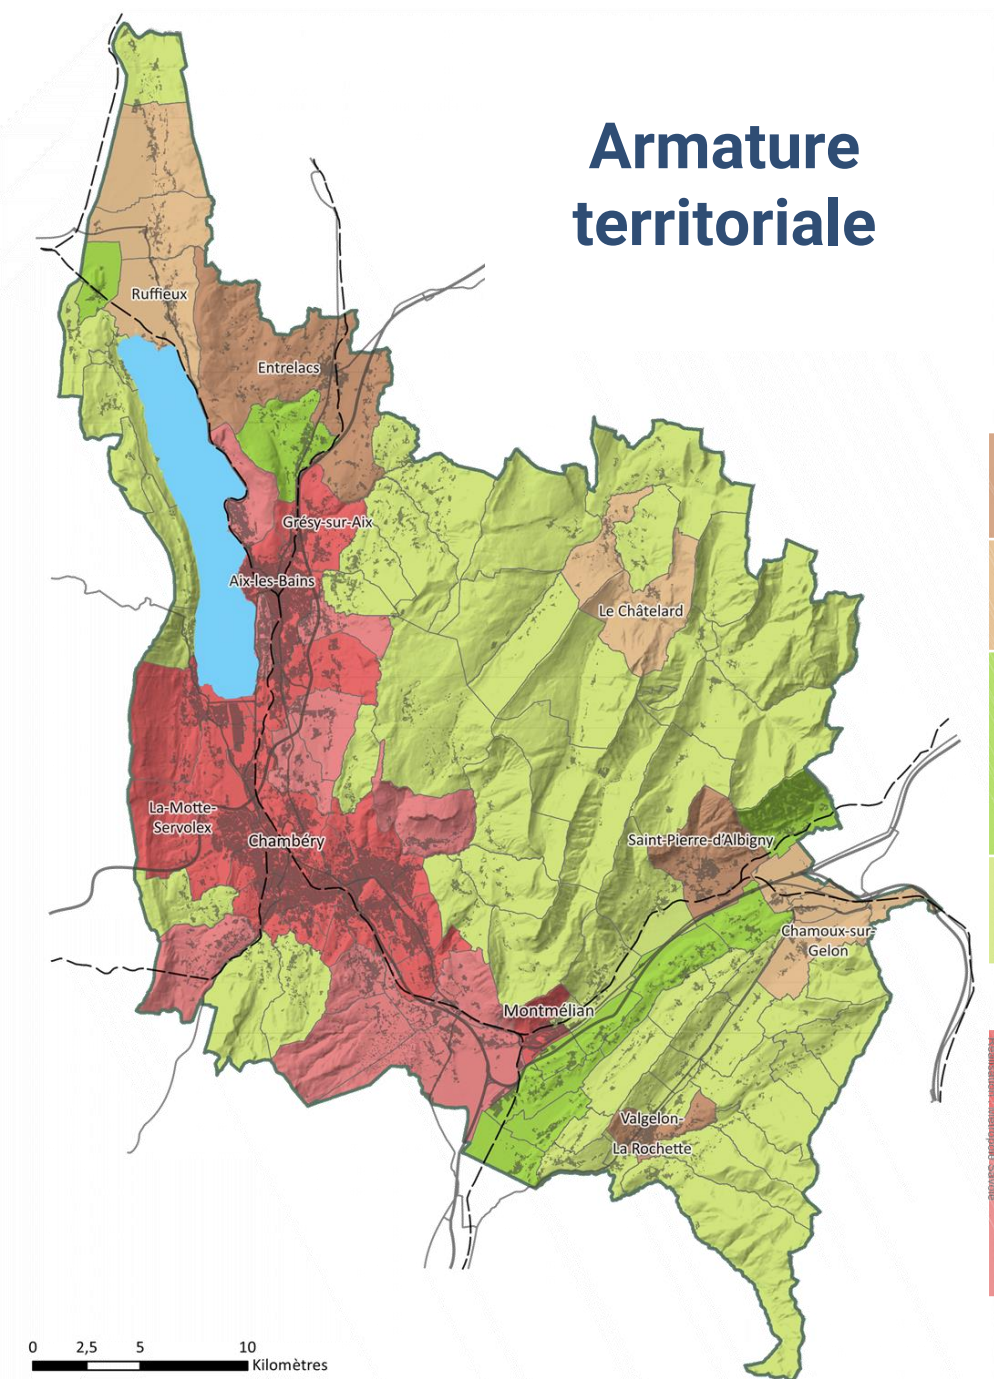 Armature
territoriale
Ruffieux
Entrelacs
Grésy-sur-Aix
Aix-les-Bains
Le Châtelard
La-Motte-
Servolex
Chambéry
Saint-Pierre-d'Albigny
Chamoux-sur-
Gelon
Montmélian
Valgelon-
La Rochette
0 2,5 5 10
Kilomètres